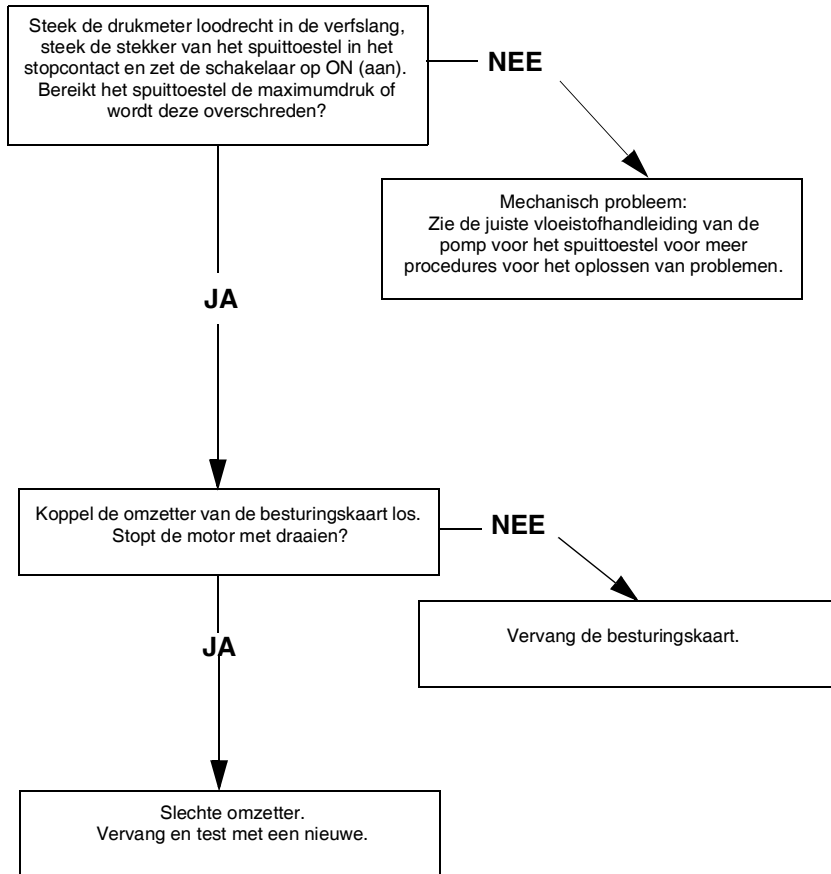 Steek de drukmeter loodrecht in de verfslang,
steek de stekker van het spuittoestel in het
stopcontact en zet de schakelaar op ON (aan).
Bereikt het spuittoestel de maximumdruk of
wordt deze overschreden?
NEE
Mechanisch probleem:
Zie de juiste vloeistofhandleiding van de
pomp voor het spuittoestel voor meer
procedures voor het oplossen van problemen.
JA
Koppel de omzetter van de besturingskaart los.
Stopt de motor met draaien?
NEE
Vervang de besturingskaart.
JA
Slechte omzetter.
Vervang en test met een nieuwe.